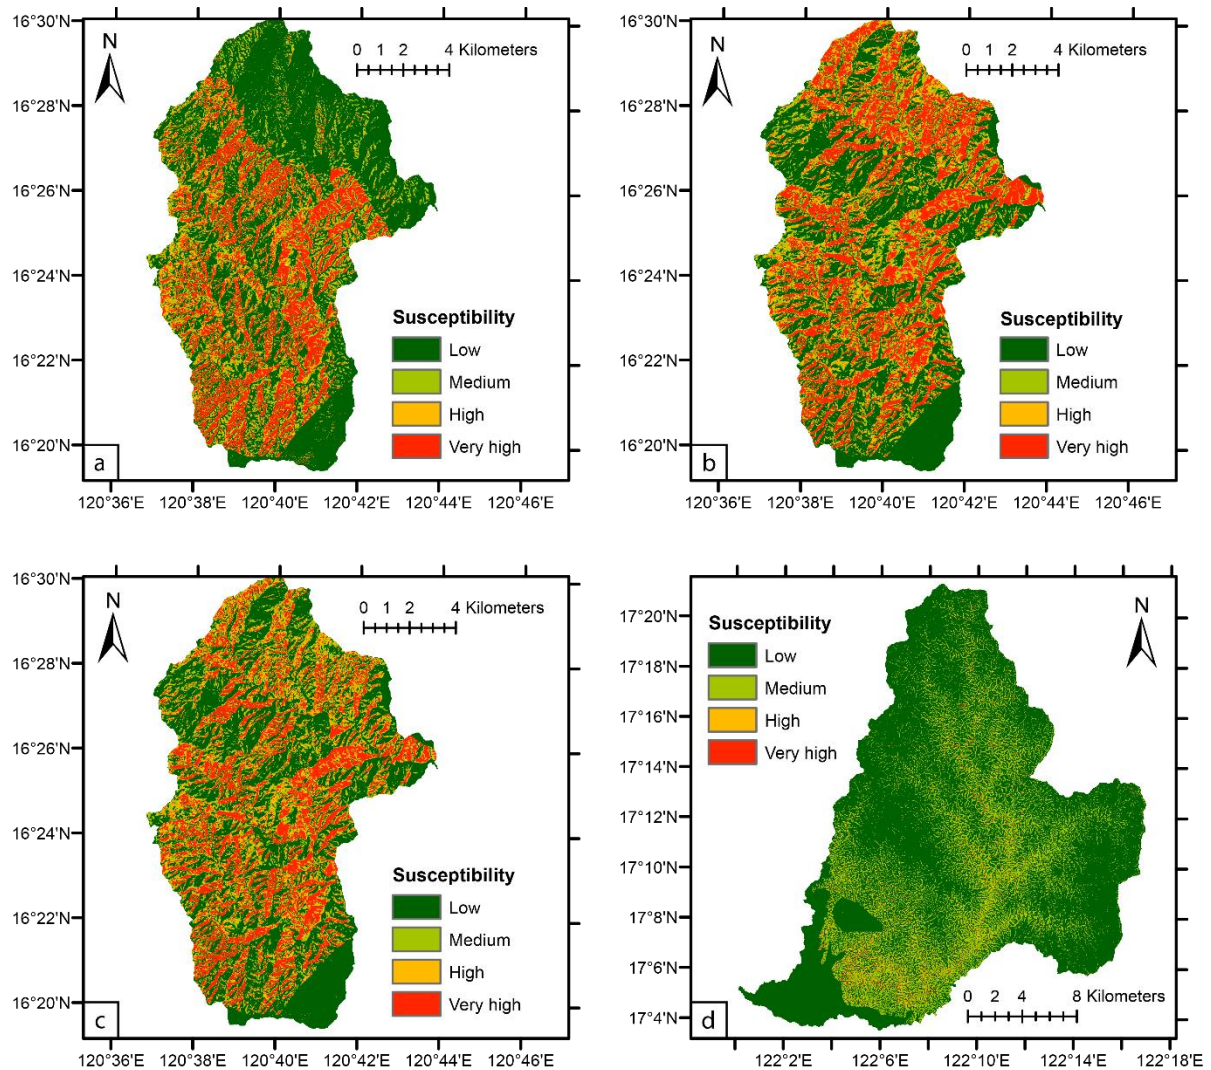 16°30'N
16°28'N
16°26'N
16°24'N
16°22'N
16°20'N
N
0 1 2 4 Kilometers
Susceptibility
Low
Medium
High
Very high
a
120°36'E 120°38'E 120°40'E 120°42'E 120°44'E 120°46'E
16°30'N
16°28'N
16°26'N
16°24'N
16°22'N
16°20'N
N
0 1 2 4 Kilometers
Susceptibility
Low
Medium
High
Very high
b
120°36'E 120°38'E 120°40'E 120°42'E 120°44'E 120°46'E
16°30'N
16°28'N
16°26'N
16°24'N
16°22'N
16°20'N
N
0 1 2 4 Kilometers
Susceptibility
Low
Medium
High
Very high
c
120°36'E 120°38'E 120°40'E 120°42'E 120°44'E 120°46'E
17°20'N
17°18'N
17°16'N
17°14'N
17°12'N
17°10'N
17°8'N
17°6'N
17°4'N
Susceptibility
Low
Medium
High
Very high
N
0 2 4 8 Kilometers
d
122°2'E 122°6'E 122°10'E 122°14'E 122°18'E